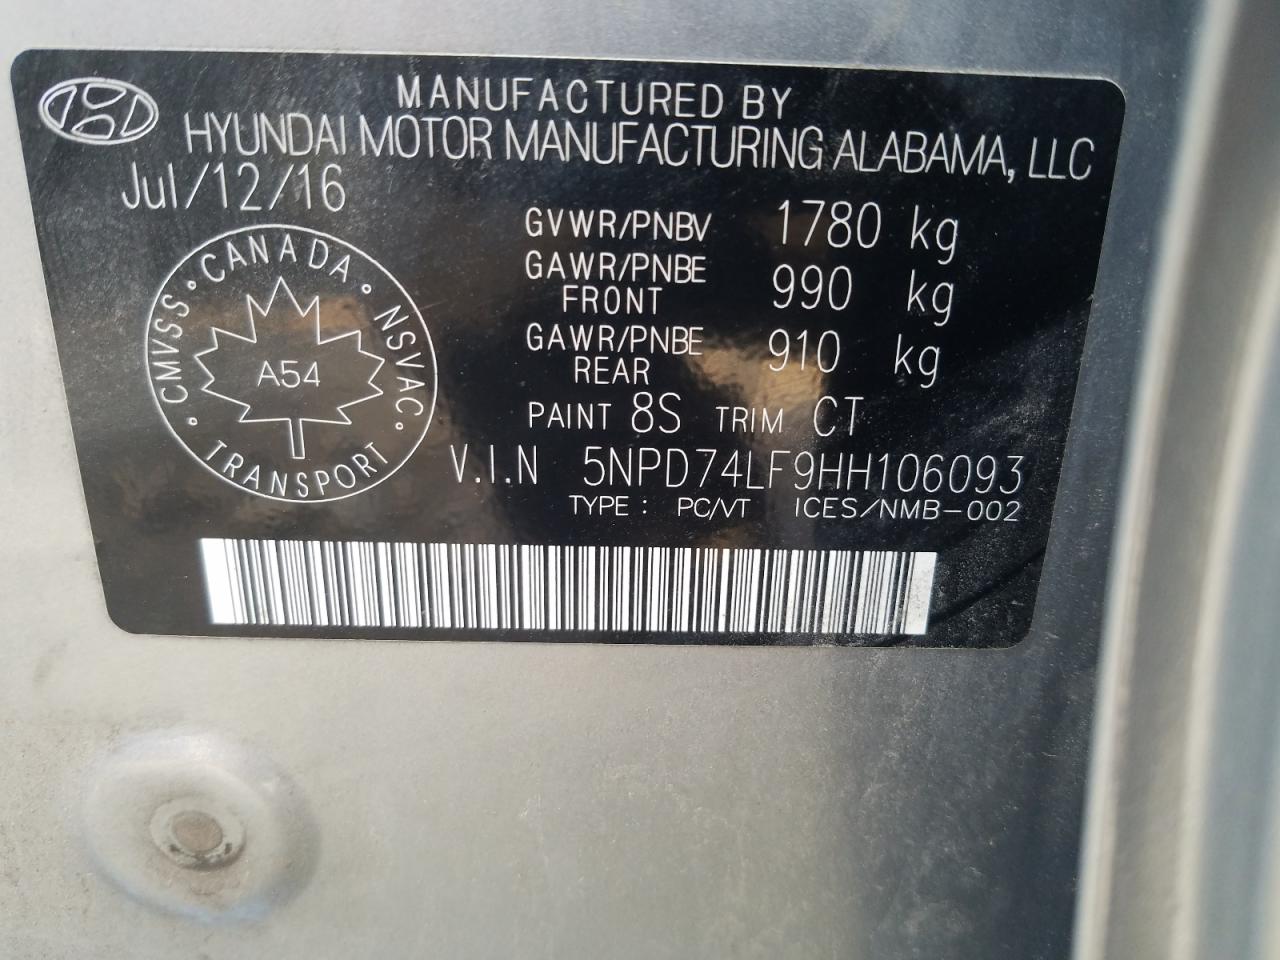 MANUFACTURED BY
HYUNDAI MOTOR MANUFACTURING ALABAMA, LLC
Jul/12/16
GVWR/PNBV 1780 kg
GAWR/PNBE FRONT 990 kg
GAWR/PNBE REAR 910 kg
PAINT 8S TRIM CT
V.I.N 5NPD74LF9HH106093
TYPE : PC/VT ICES/NMB-002
CMVSS · CANADA · NSVAC
A54
TRANSPORT